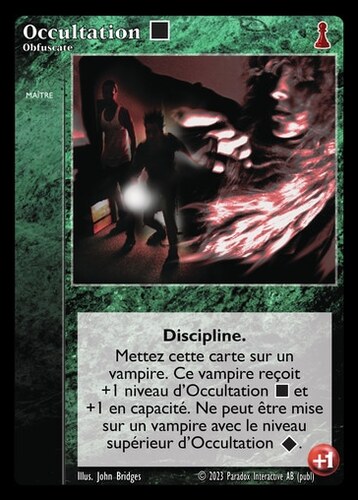 Occultation
Obfuscate
MAÎTRE
Discipline.
Mettez cette carte sur un
vampire. Ce vampire reçoit
+1 niveau d'Occultation et
+1 en capacité. Ne peut être mise
sur un vampire avec le niveau
supérieur d'Occultation .
+1
Illus. John Bridges
© 2023 Paradox Interactive AB (publ)